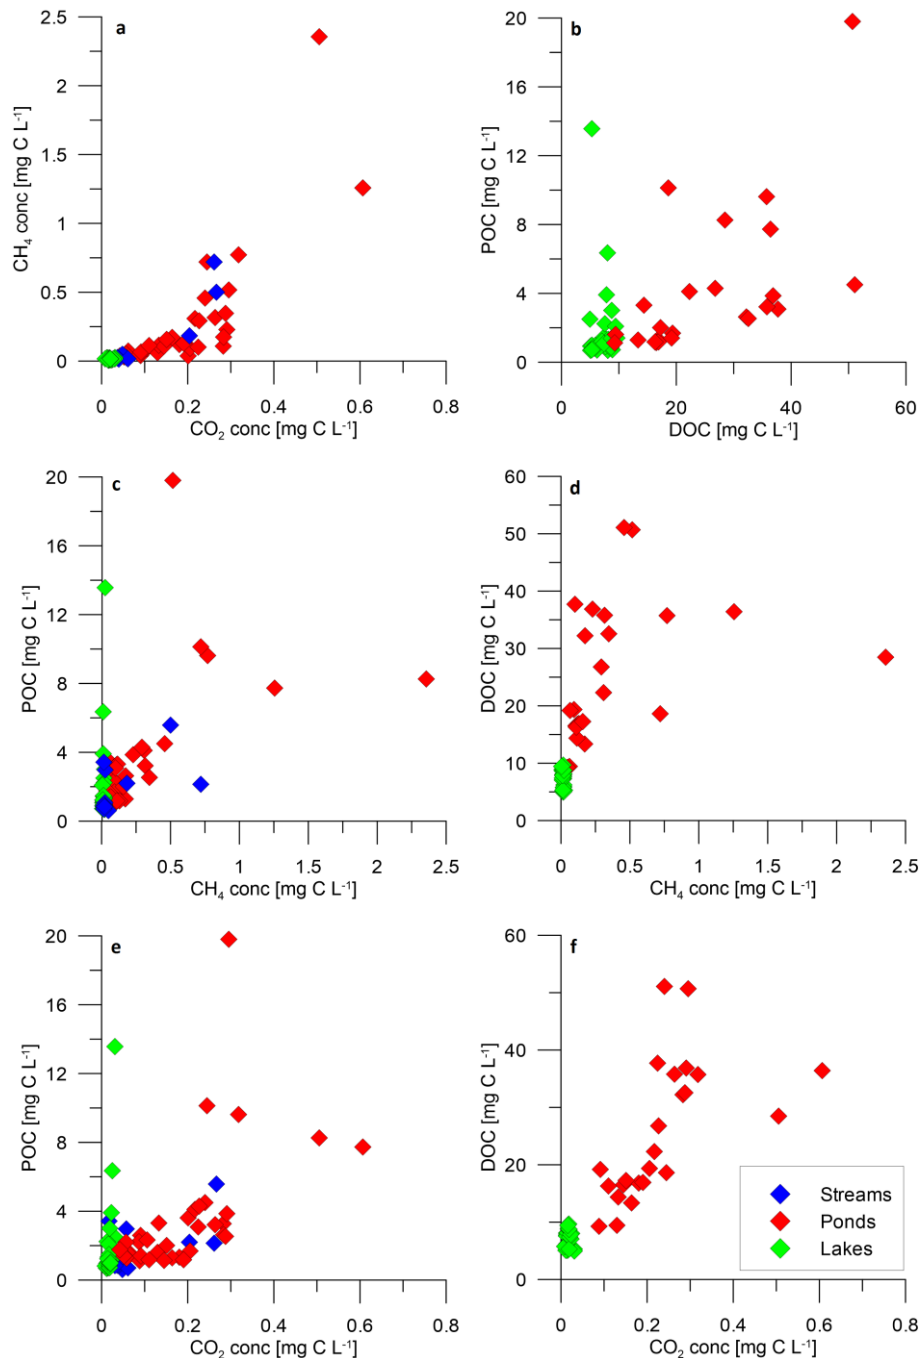 a
2.5
2
1.5
1
0.5
0
CH₄ conc [mg C L⁻¹]
0 0.2 0.4 0.6 0.8
CO₂ conc [mg C L⁻¹]
b
20
16
12
8
4
0
POC [mg C L⁻¹]
0 20 40 60
DOC [mg C L⁻¹]
c
20
16
12
8
4
0
POC [mg C L⁻¹]
0 0.5 1 1.5 2 2.5
CH₄ conc [mg C L⁻¹]
d
60
50
40
30
20
10
0
DOC [mg C L⁻¹]
0 0.5 1 1.5 2 2.5
CH₄ conc [mg C L⁻¹]
e
20
16
12
8
4
0
POC [mg C L⁻¹]
0 0.2 0.4 0.6 0.8
CO₂ conc [mg C L⁻¹]
f
60
40
20
0
DOC [mg C L⁻¹]
0 0.2 0.4 0.6 0.8
CO₂ conc [mg C L⁻¹]
Streams
Ponds
Lakes